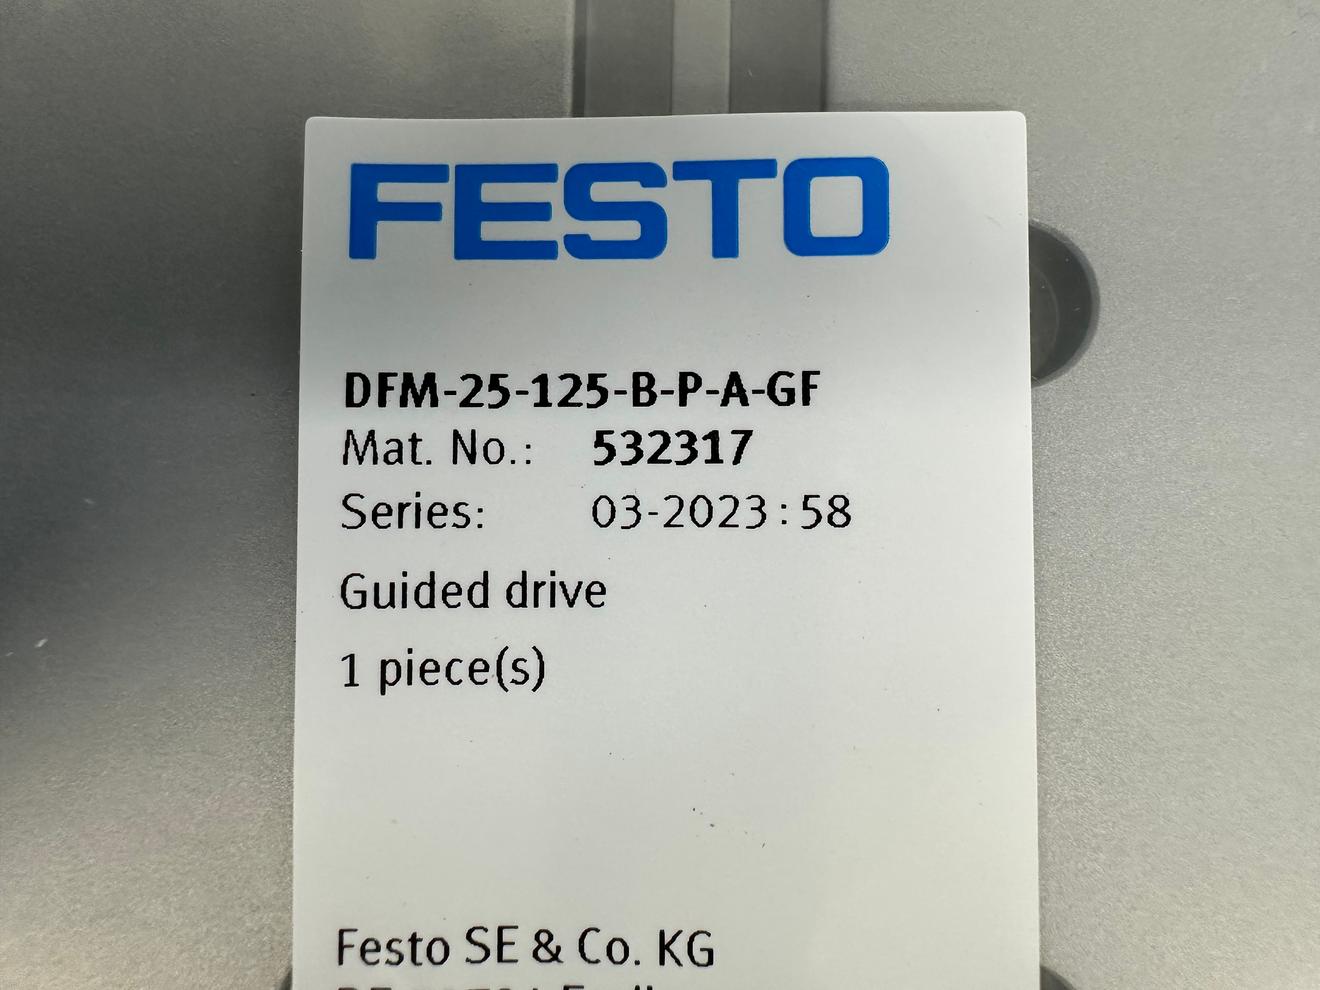 FESTO
DFM-25-125-B-P-A-GF
Mat. No.: 532317
Series: 03-2023:58
Guided drive
1 piece(s)
Festo SE & Co. KG